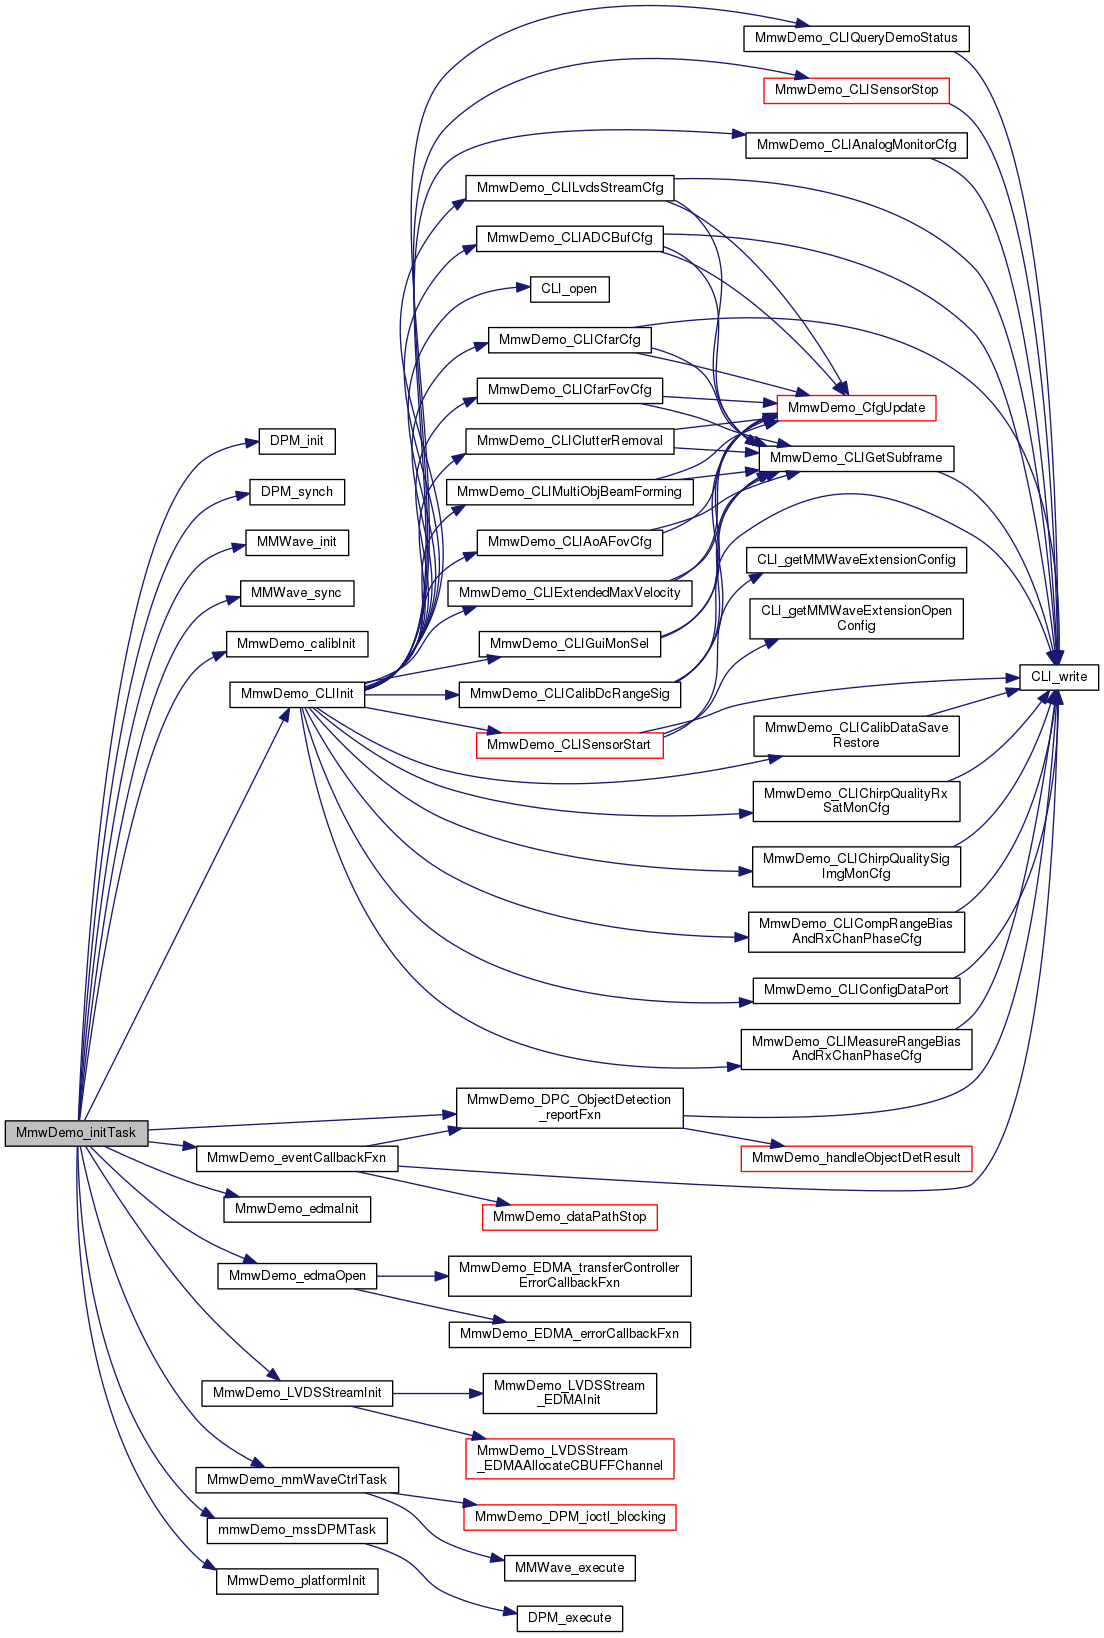 MmwDemo_CLIQueryDemoStatus
MmwDemo_CLISensorStop
MmwDemo_CLIAnalogMonitorCfg
MmwDemo_CLILvdsStreamCfg
MmwDemo_CLIADCBufCfg
CLI_open
MmwDemo_CLICfarCfg
MmwDemo_CLICfarFovCfg
MmwDemo_CfgUpdate
DPM_init
MmwDemo_CLIClutterRemoval
MmwDemo_CLIGetSubframe
DPM_synch
MmwDemo_CLIMultiObjBeamForming
MMWave_init
MmwDemo_CLIAoAFovCfg
CLI_getMMWaveExtensionConfig
MMWave_sync
MmwDemo_CLIExtendedMaxVelocity
CLI_getMMWaveExtensionOpen
Config
MmwDemo_calibInit
MmwDemo_CLIGuiMonSel
CLI_write
MmwDemo_CLIInit
MmwDemo_CLICalibDcRangeSig
MmwDemo_CLISensorStart
MmwDemo_CLICalibDataSave
Restore
MmwDemo_CLIChirpQualityRx
SatMonCfg
MmwDemo_CLIChirpQualitySig
ImgMonCfg
MmwDemo_CLICompRangeBias
AndRxChanPhaseCfg
MmwDemo_CLIConfigDataPort
MmwDemo_CLIMeasureRangeBias
AndRxChanPhaseCfg
MmwDemo_DPC_ObjectDetection
_reportFxn
MmwDemo_initTask
MmwDemo_eventCallbackFxn
MmwDemo_handleObjectDetResult
MmwDemo_edmaInit
MmwDemo_dataPathStop
MmwDemo_edmaOpen
MmwDemo_EDMA_transferController
ErrorCallbackFxn
MmwDemo_EDMA_errorCallbackFxn
MmwDemo_LVDSStreamInit
MmwDemo_LVDSStream
_EDMAInit
MmwDemo_LVDSStream
_EDMAAllocateCBUFFChannel
MmwDemo_mmWaveCtrlTask
MmwDemo_DPM_ioctl_blocking
mmwDemo_mssDPMTask
MMWave_execute
MmwDemo_platformInit
DPM_execute